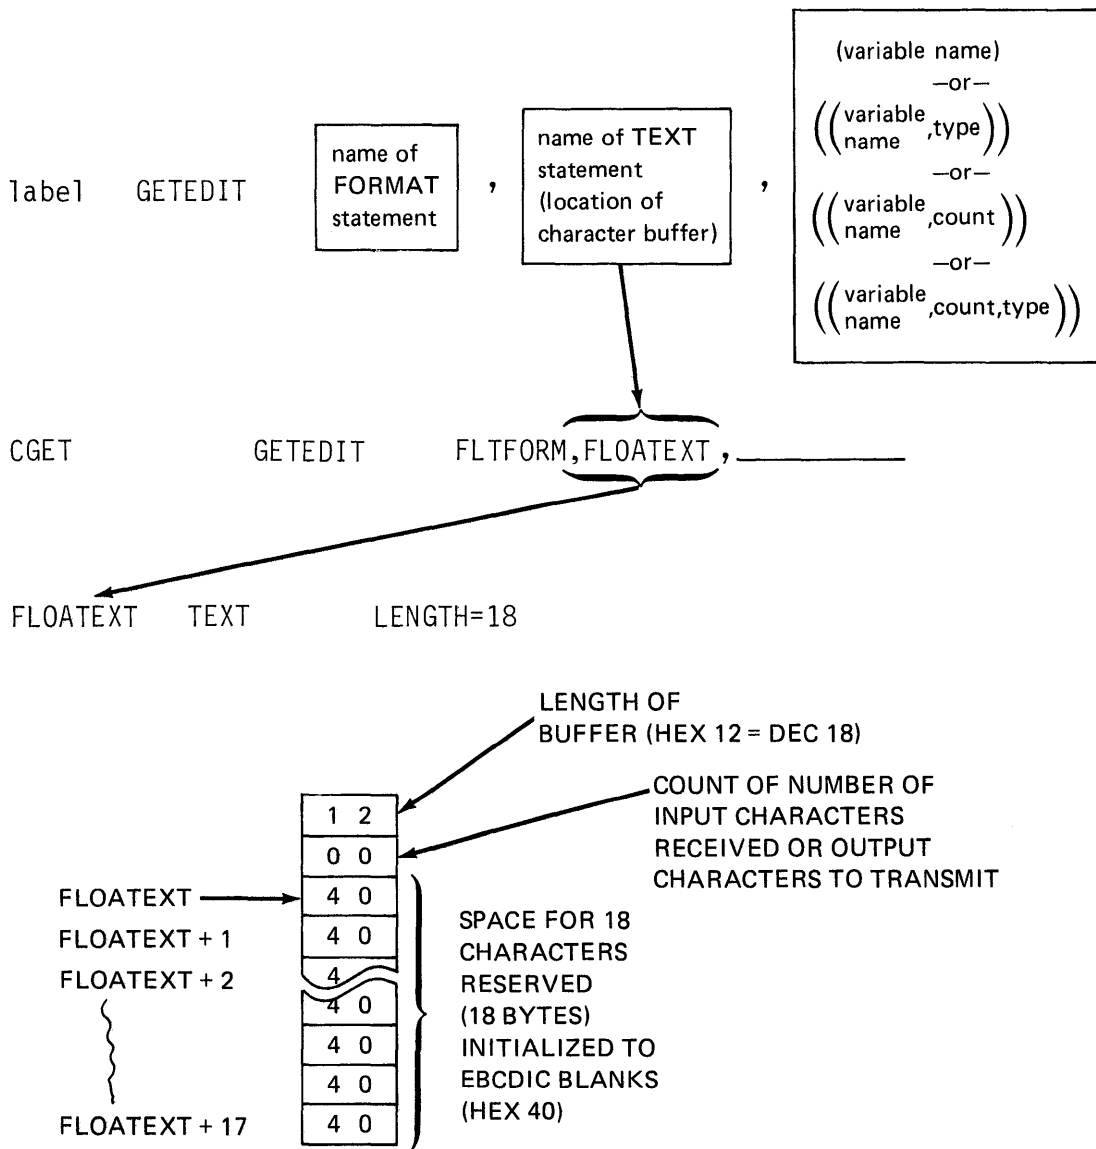 label GETEDIT
name of
FORMAT
statement
,
name of TEXT
statement
(location of
character buffer)
,
(variable name)
—or—
((variable name ,type))
—or—
((variable name ,count))
—or—
((variable name ,count,type))
CGET GETEDIT FLTFORM,FLOATEXT,__________
FLOATEXT TEXT LENGTH=18
LENGTH OF
BUFFER (HEX 12 = DEC 18)
COUNT OF NUMBER OF
INPUT CHARACTERS
RECEIVED OR OUTPUT
CHARACTERS TO TRANSMIT
1 2
0 0
FLOATEXT 4 0
FLOATEXT + 1 4 0
FLOATEXT + 2 4
4 0
4 0
4 0
FLOATEXT + 17 4 0
SPACE FOR 18
CHARACTERS
RESERVED
(18 BYTES)
INITIALIZED TO
EBCDIC BLANKS
(HEX 40)